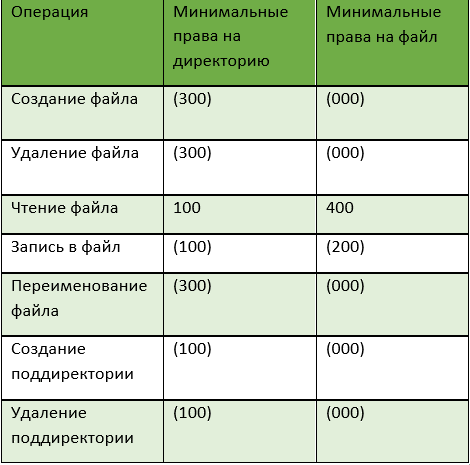 Операция
Минимальные
права на
директорию
Минимальные
права на файл
Создание файла
(300)
(000)
Удаление файла
(300)
(000)
Чтение файла
100
400
Запись в файл
(100)
(200)
Переименование
файла
(300)
(000)
Создание
поддиректории
(100)
(000)
Удаление
поддиректории
(100)
(000)